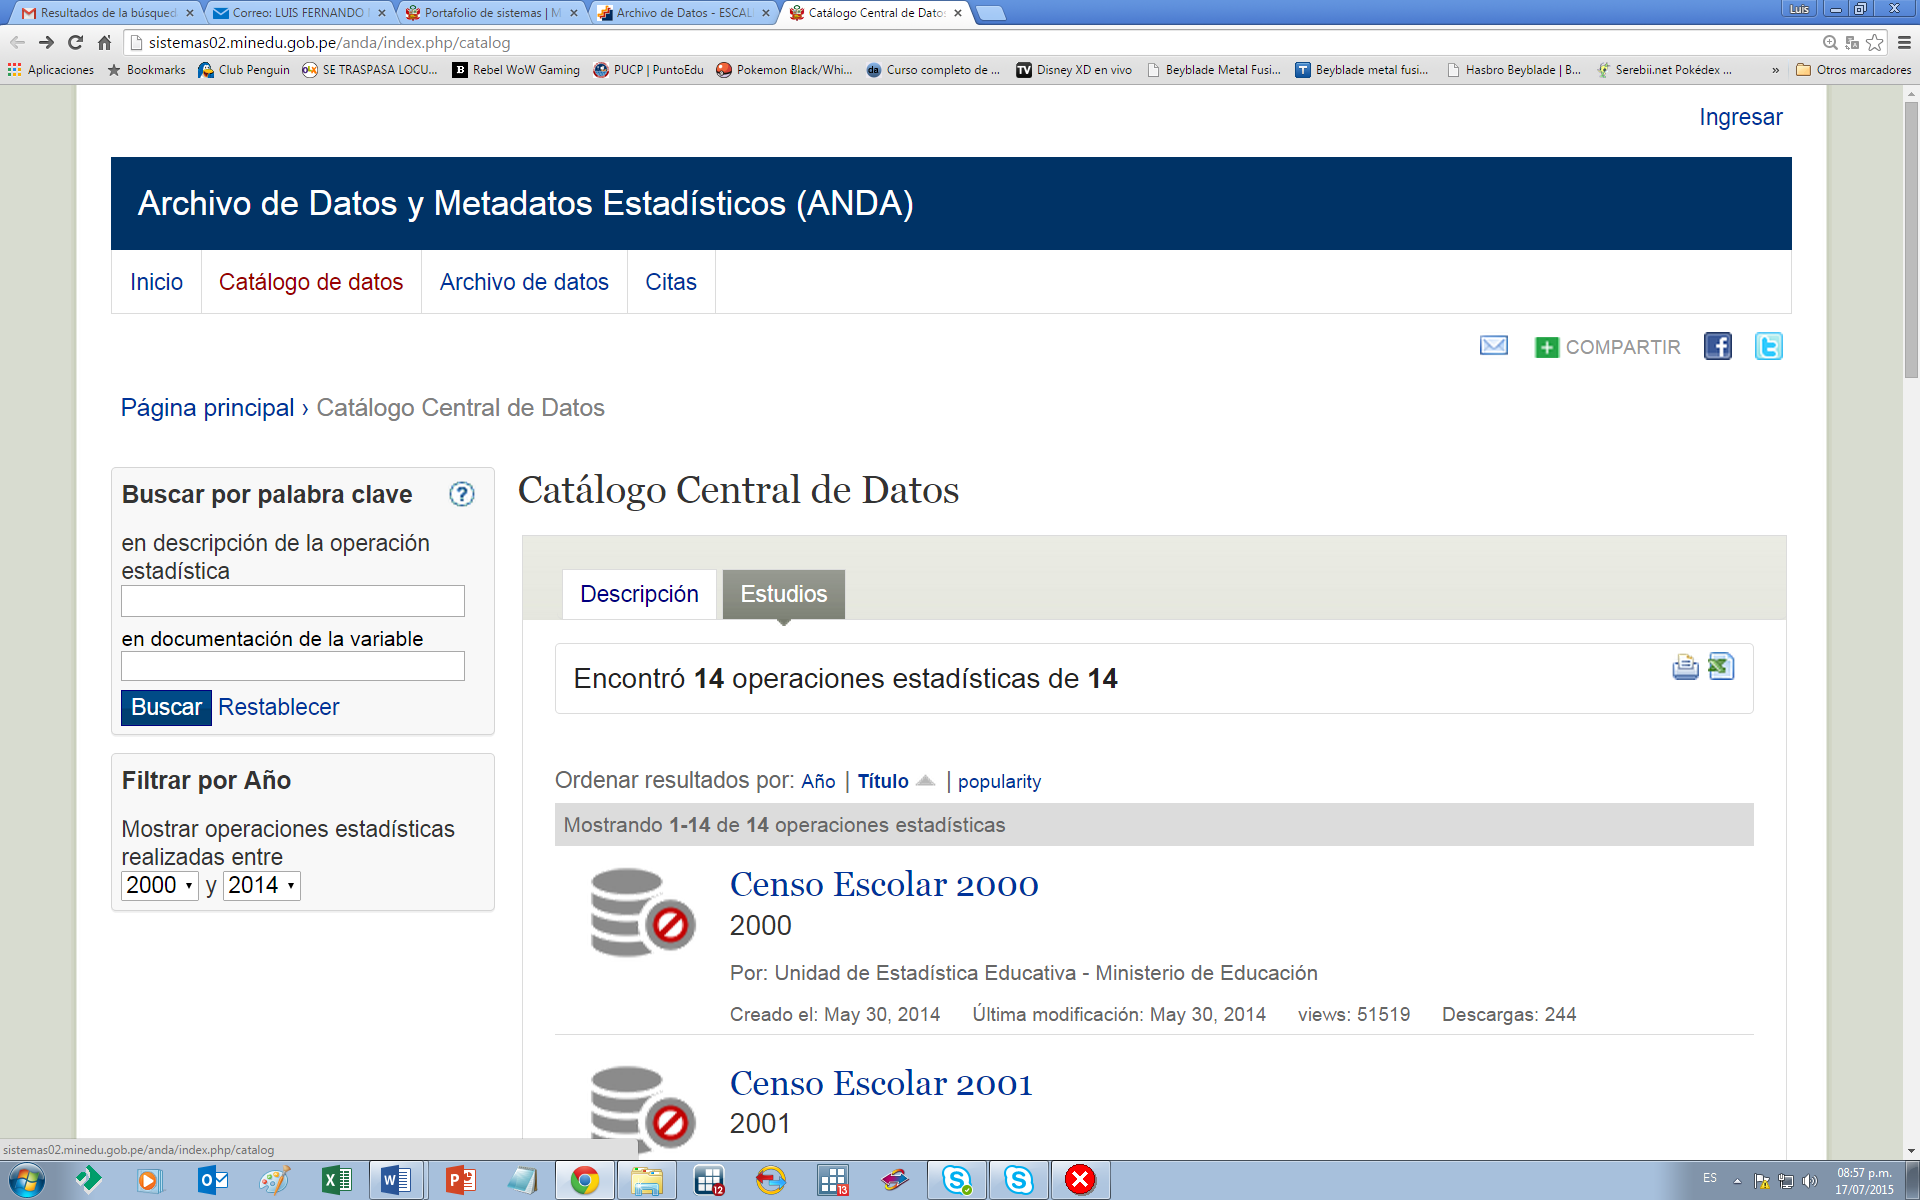 Resultados de la búsqued
Correo: LUIS FERNANDO
Portafolio de sistemas | M
Archivo de Datos - ESCAL
Catálogo Central de Dato
Luis
sistemas02.minedu.gob.pe/anda/index.php/catalog
Aplicaciones
Bookmarks
Club Penguin
SE TRASPASA LOCU...
Rebel WoW Gaming
PUCP | PuntoEdu
Pokemon Black/Whi...
Curso completo de ...
Disney XD en vivo
Beyblade Metal Fusi...
Beyblade metal fusi...
Hasbro Beyblade | B...
Serebii.net Pokédex ...
»
Otros marcadores
Ingresar
Archivo de Datos y Metadatos Estadísticos (ANDA)
Inicio
Catálogo de datos
Archivo de datos
Citas
COMPARTIR
Página principal › Catálogo Central de Datos
Buscar por palabra clave
en descripción de la operación
estadística
en documentación de la variable
Buscar Restablecer
Filtrar por Año
Mostrar operaciones estadísticas
realizadas entre
2000 y 2014
Catálogo Central de Datos
Descripción
Estudios
Encontró 14 operaciones estadísticas de 14
Ordenar resultados por: Año | Título | popularity
Mostrando 1-14 de 14 operaciones estadísticas
Censo Escolar 2000
2000
Por: Unidad de Estadística Educativa - Ministerio de Educación
Creado el: May 30, 2014 Última modificación: May 30, 2014 views: 51519 Descargas: 244
Censo Escolar 2001
2001
sistemas02.minedu.gob.pe/anda/index.php/catalog
12
13
ES
08:57 p.m.
17/07/2015